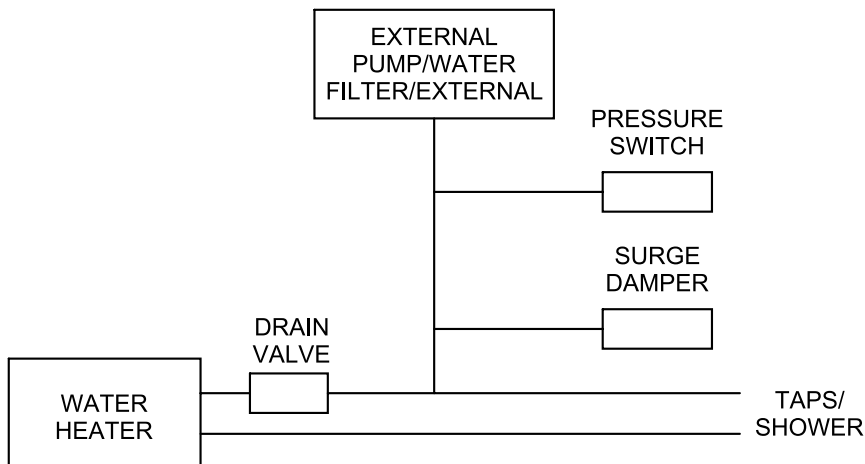 EXTERNAL
PUMP/WATER
FILTER/EXTERNAL
PRESSURE
SWITCH
SURGE
DAMPER
DRAIN
VALVE
WATER
HEATER
TAPS/
SHOWER